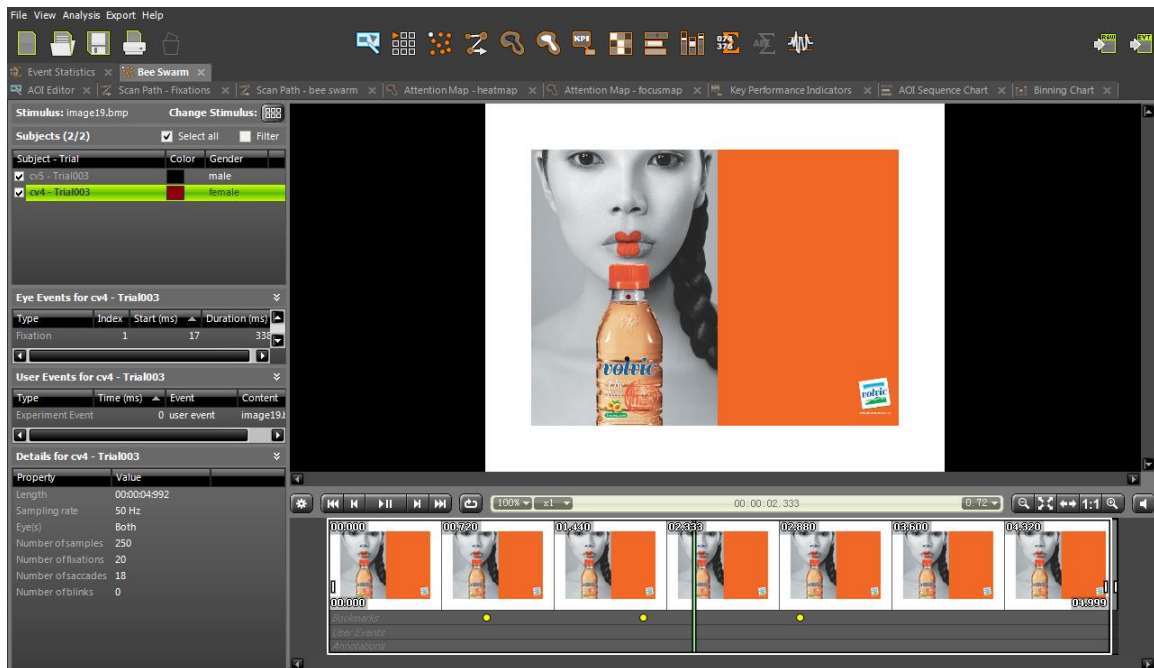 File View Analysis Export Help
RAW EVT
KPI
Event Statistics x Bee Swarm x
AOI Editor x Scan Path - Fixations x Scan Path - bee swarm x Attention Map - heatmap x Attention Map - focusmap x Key Performance Indicators x AOI Sequence Chart x Binning Chart x
Stimulus: image19.bmp Change Stimulus:
Subjects (2/2) Select all Filter
Subject - Trial Color Gender
cv5 - Trial003 male
cv4 - Trial003 female
Eye Events for cv4 - Trial003
Type Index Start (ms) Duration (ms)
Fixation 1 17 338
User Events for cv4 - Trial003
Type Time (ms) Event Content
Experiment Event 0 user event image19.b
Details for cv4 - Trial003
Property Value
Length 00:00:04:992
Sampling rate 50 Hz
Eye(s) Both
Number of samples 250
Number of fixations 20
Number of saccades 18
Number of blinks 0
volvic
volvic
100% x1 00:00:02.333 0.72 1:1
00:000 00:720 01:440 02:333 02:880 03:600 04:320
00:000 04:999
Bookmarks
User Events
Annotations